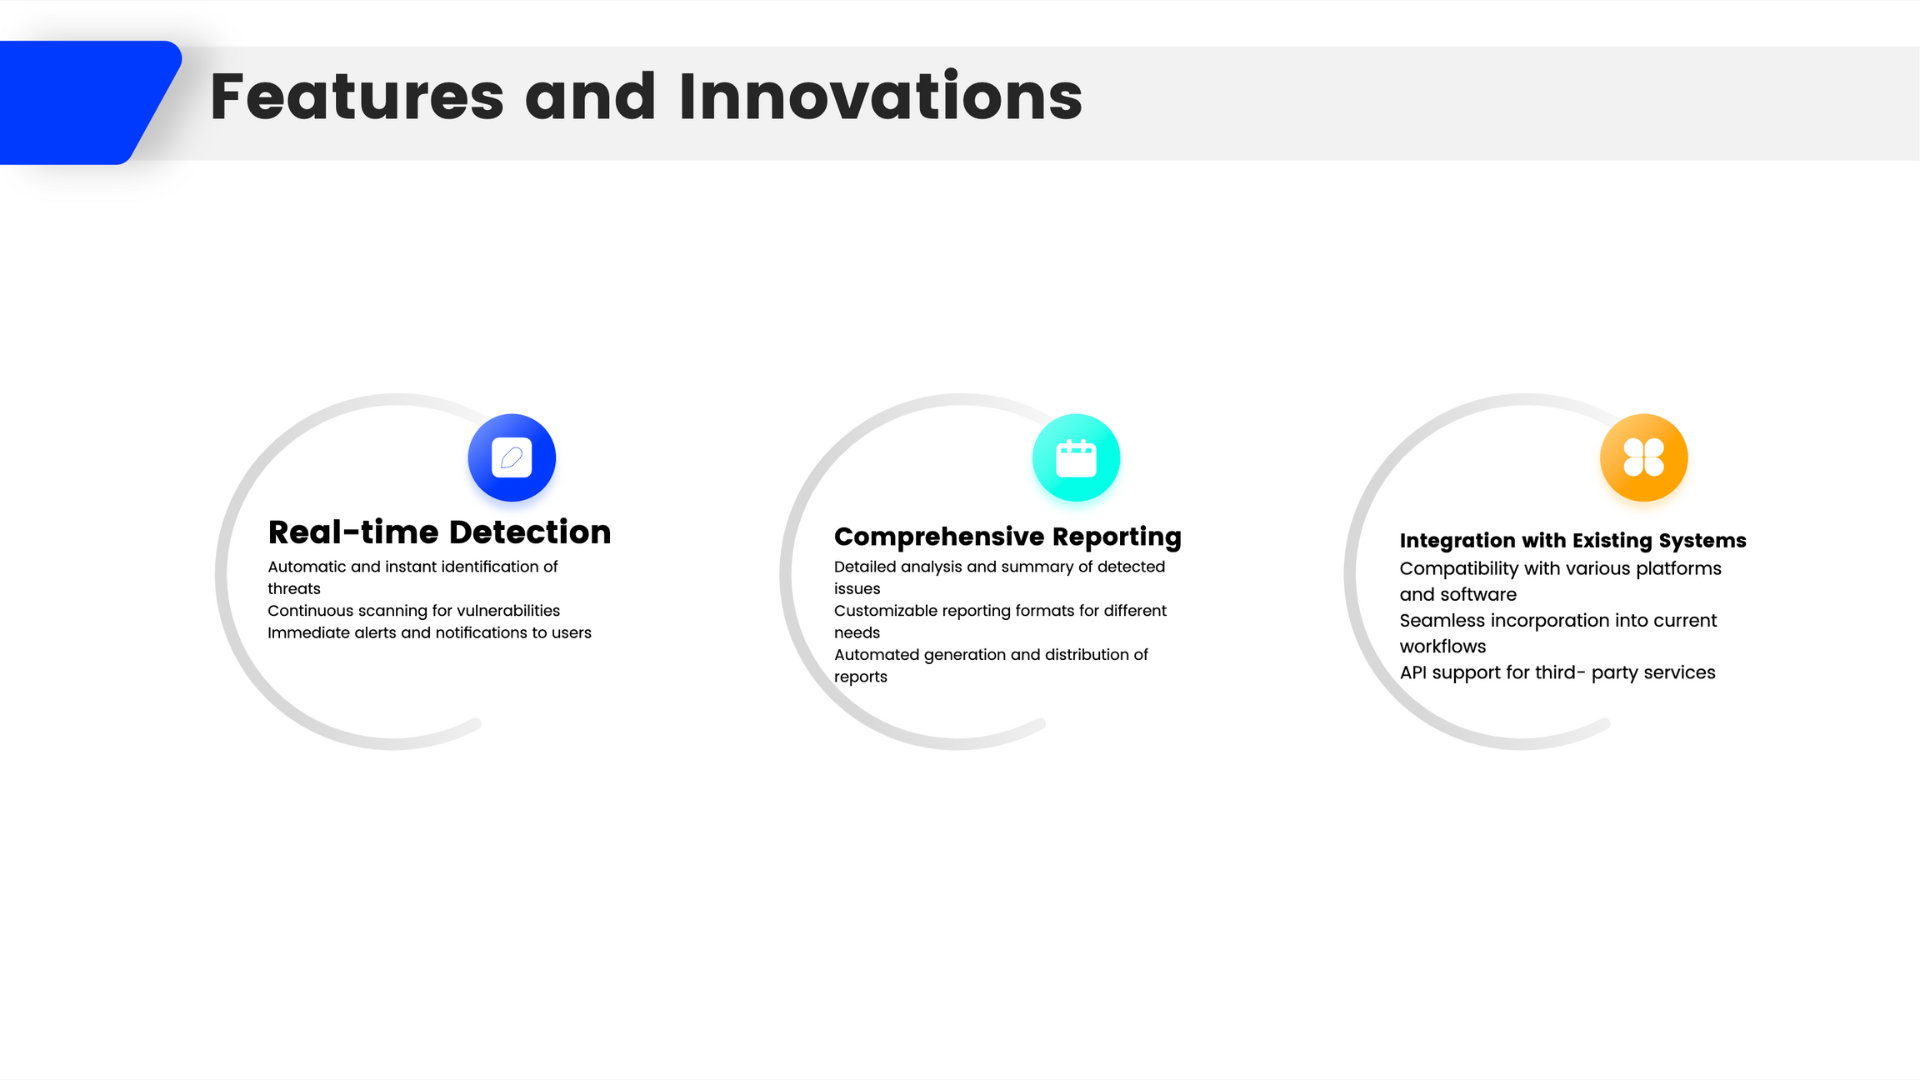 Features and Innovations
Real-time Detection
Automatic and instant identification of
threats
Continuous scanning for vulnerabilities
Immediate alerts and notifications to users
Comprehensive Reporting
Detailed analysis and summary of detected
issues
Customizable reporting formats for different
needs
Automated generation and distribution of
reports
Integration with Existing Systems
Compatibility with various platforms
and software
Seamless incorporation into current
workflows
API support for third- party services